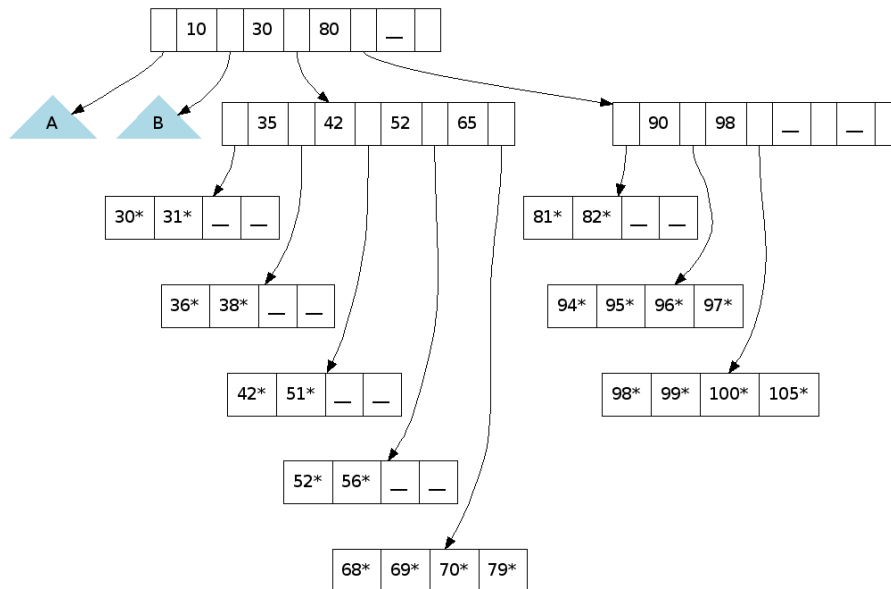 10 30 80 __
A B
35 42 52 65
90 98 __ __
30* 31* __ __
81* 82* __ __
36* 38* __ __
94* 95* 96* 97*
42* 51* __ __
98* 99* 100* 105*
52* 56* __ __
68* 69* 70* 79*